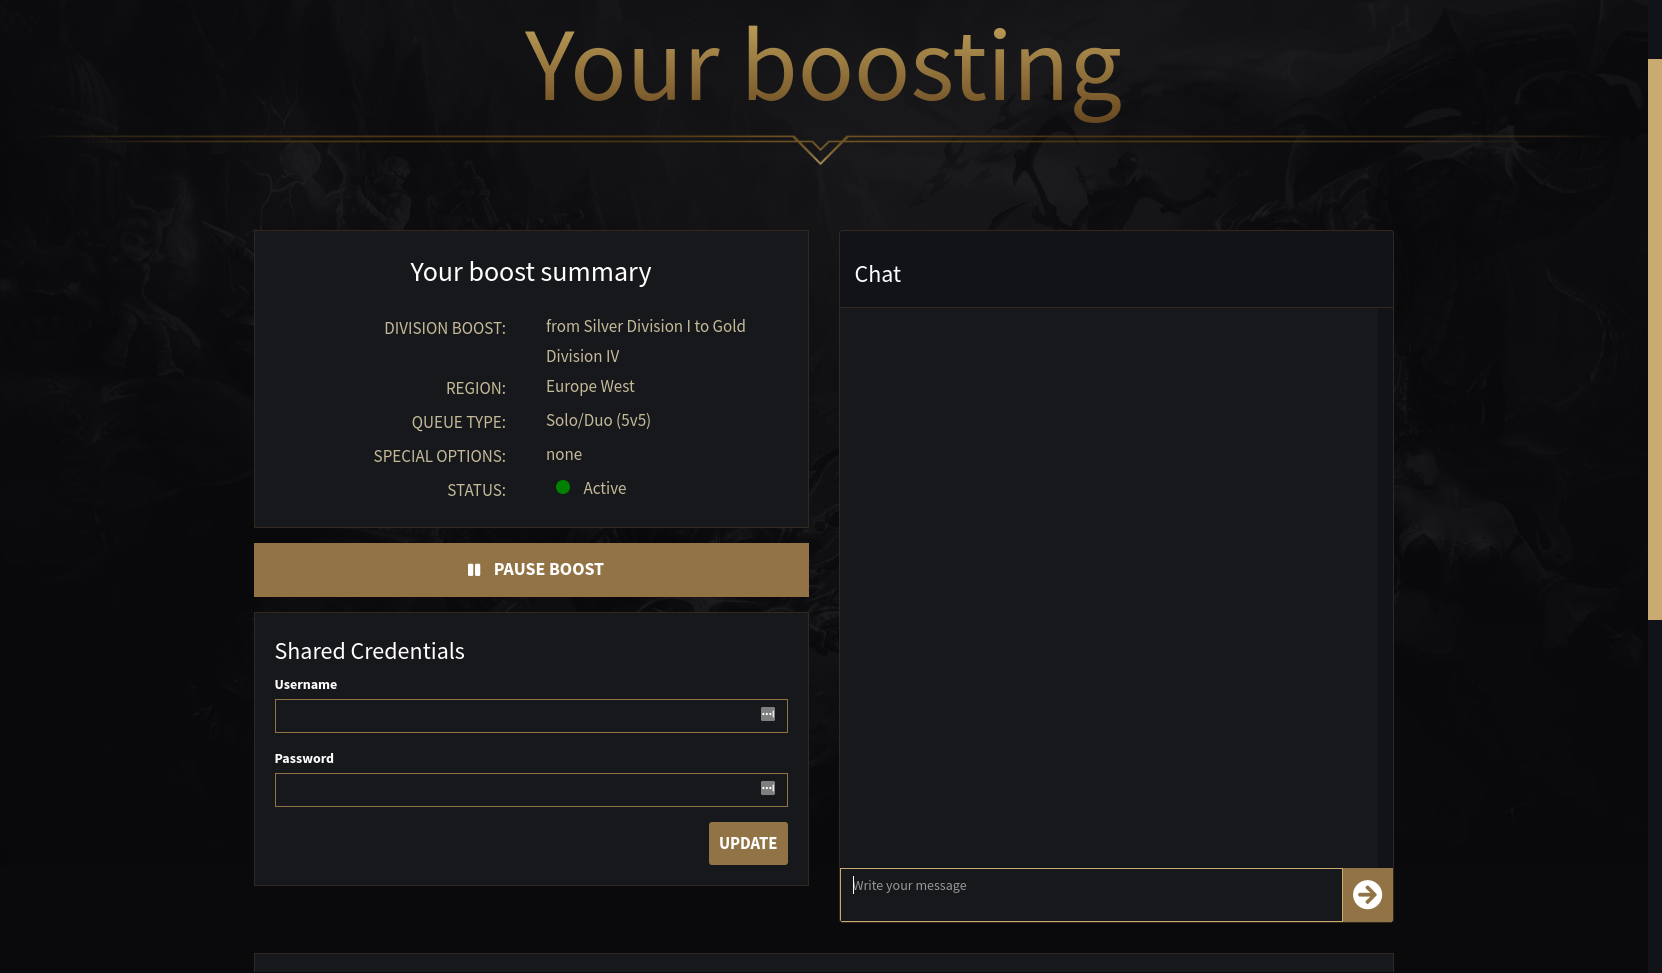 Your boosting
Your boost summary
DIVISION BOOST: from Silver Division I to Gold
Division IV
REGION: Europe West
QUEUE TYPE: Solo/Duo (5v5)
SPECIAL OPTIONS: none
STATUS: Active
PAUSE BOOST
Shared Credentials
Username
Password
UPDATE
Chat
Write your message